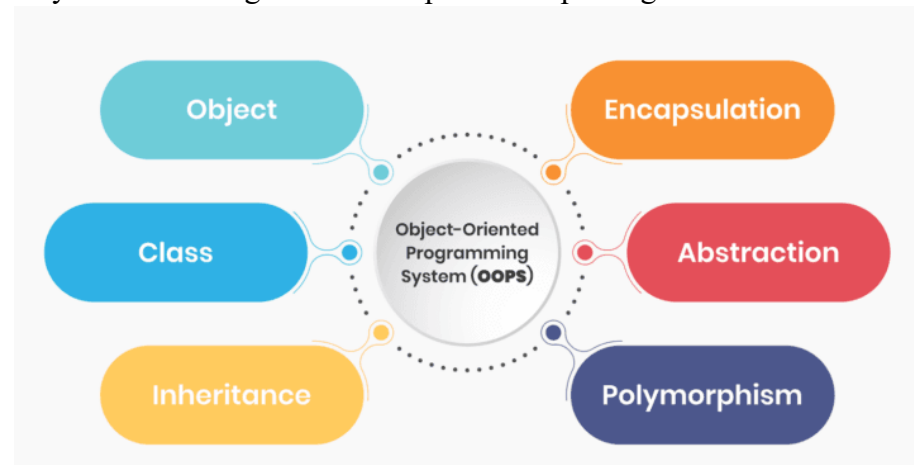 Object
Encapsulation
Object-Oriented
Programming
System (OOPS)
Class
Abstraction
Inheritance
Polymorphism